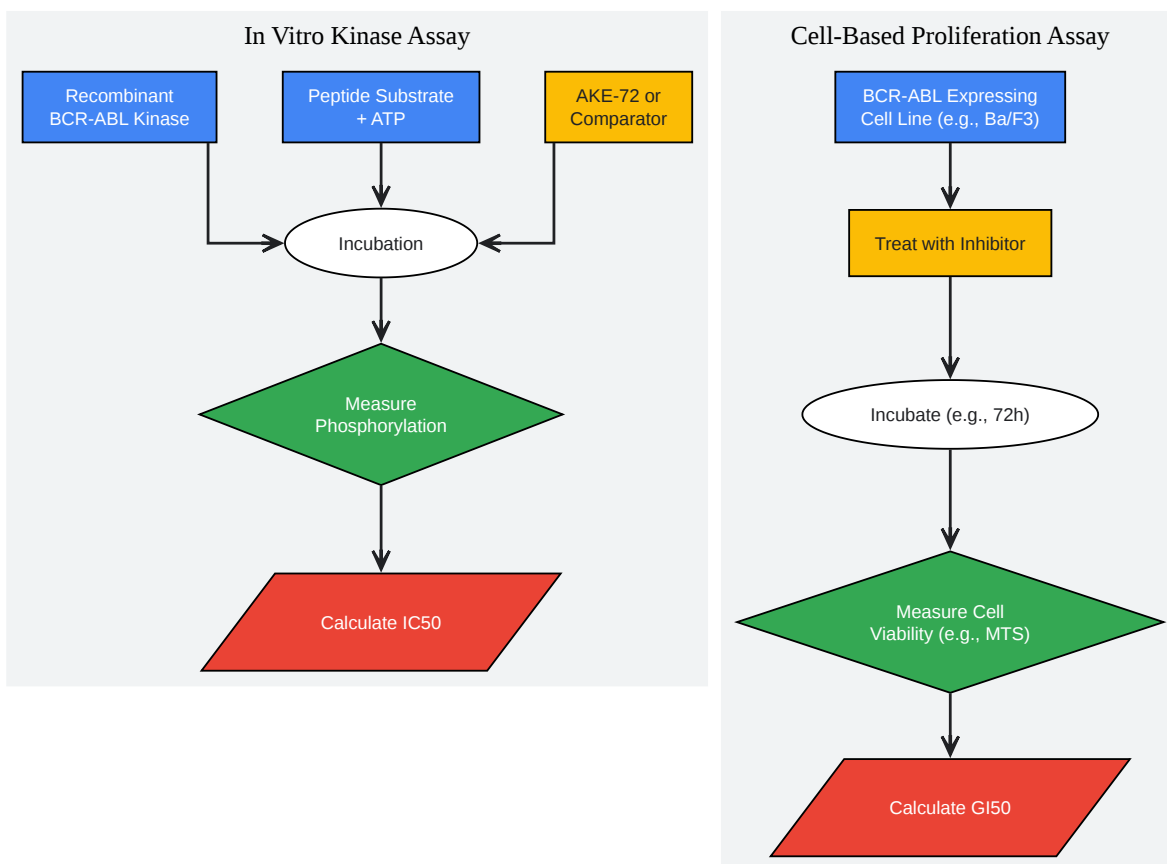 In Vitro Kinase Assay
Recombinant
BCR-ABL Kinase
Peptide Substrate
+ ATP
AKE-72 or
Comparator
Incubation
Measure
Phosphorylation
Calculate IC50
Cell-Based Proliferation Assay
BCR-ABL Expressing
Cell Line (e.g., Ba/F3)
Treat with Inhibitor
Incubate (e.g., 72h)
Measure Cell
Viability (e.g., MTS)
Calculate GI50